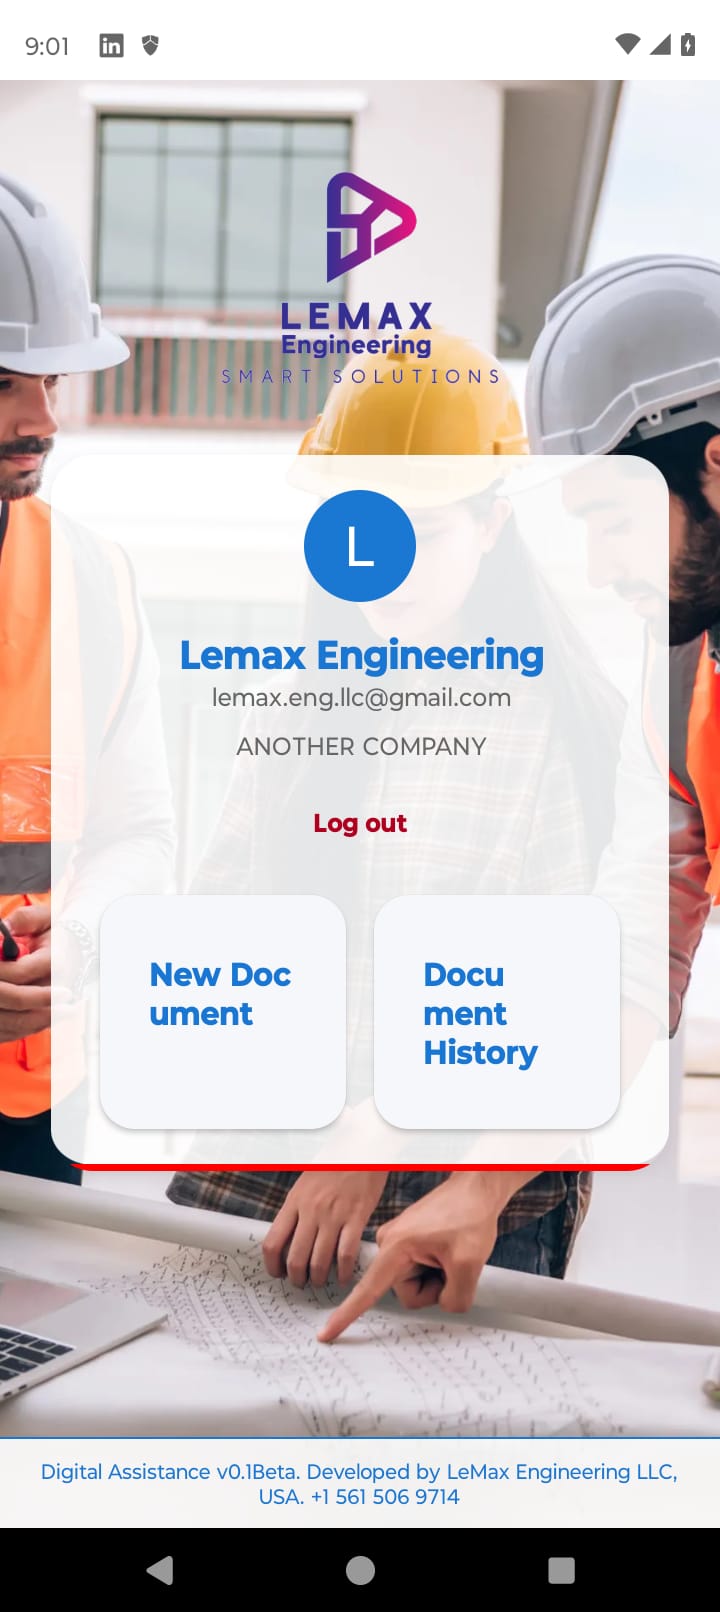 9:01
LEMAX
Engineering
SMART SOLUTIONS
L
Lemax Engineering
lemax.eng.llc@gmail.com
ANOTHER COMPANY
Log out
New Doc
ument
Docu
ment
History
Digital Assistance v0.1Beta. Developed by LeMax Engineering LLC,
USA. +1 561 506 9714